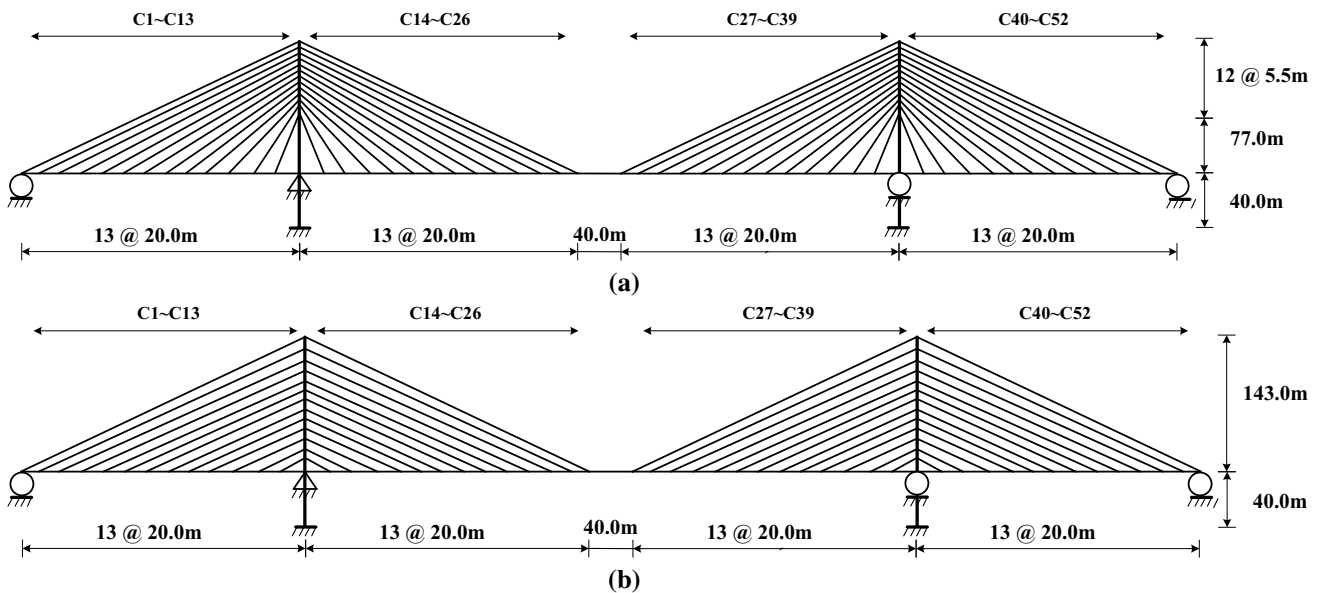 C1~C13 C14~C26 C27~C39 C40~C52
12 @ 5.5m
77.0m
40.0m
13 @ 20.0m 13 @ 20.0m 40.0m 13 @ 20.0m 13 @ 20.0m
(a)
C1~C13 C14~C26 C27~C39 C40~C52
143.0m
40.0m
13 @ 20.0m 13 @ 20.0m 40.0m 13 @ 20.0m 13 @ 20.0m
(b)